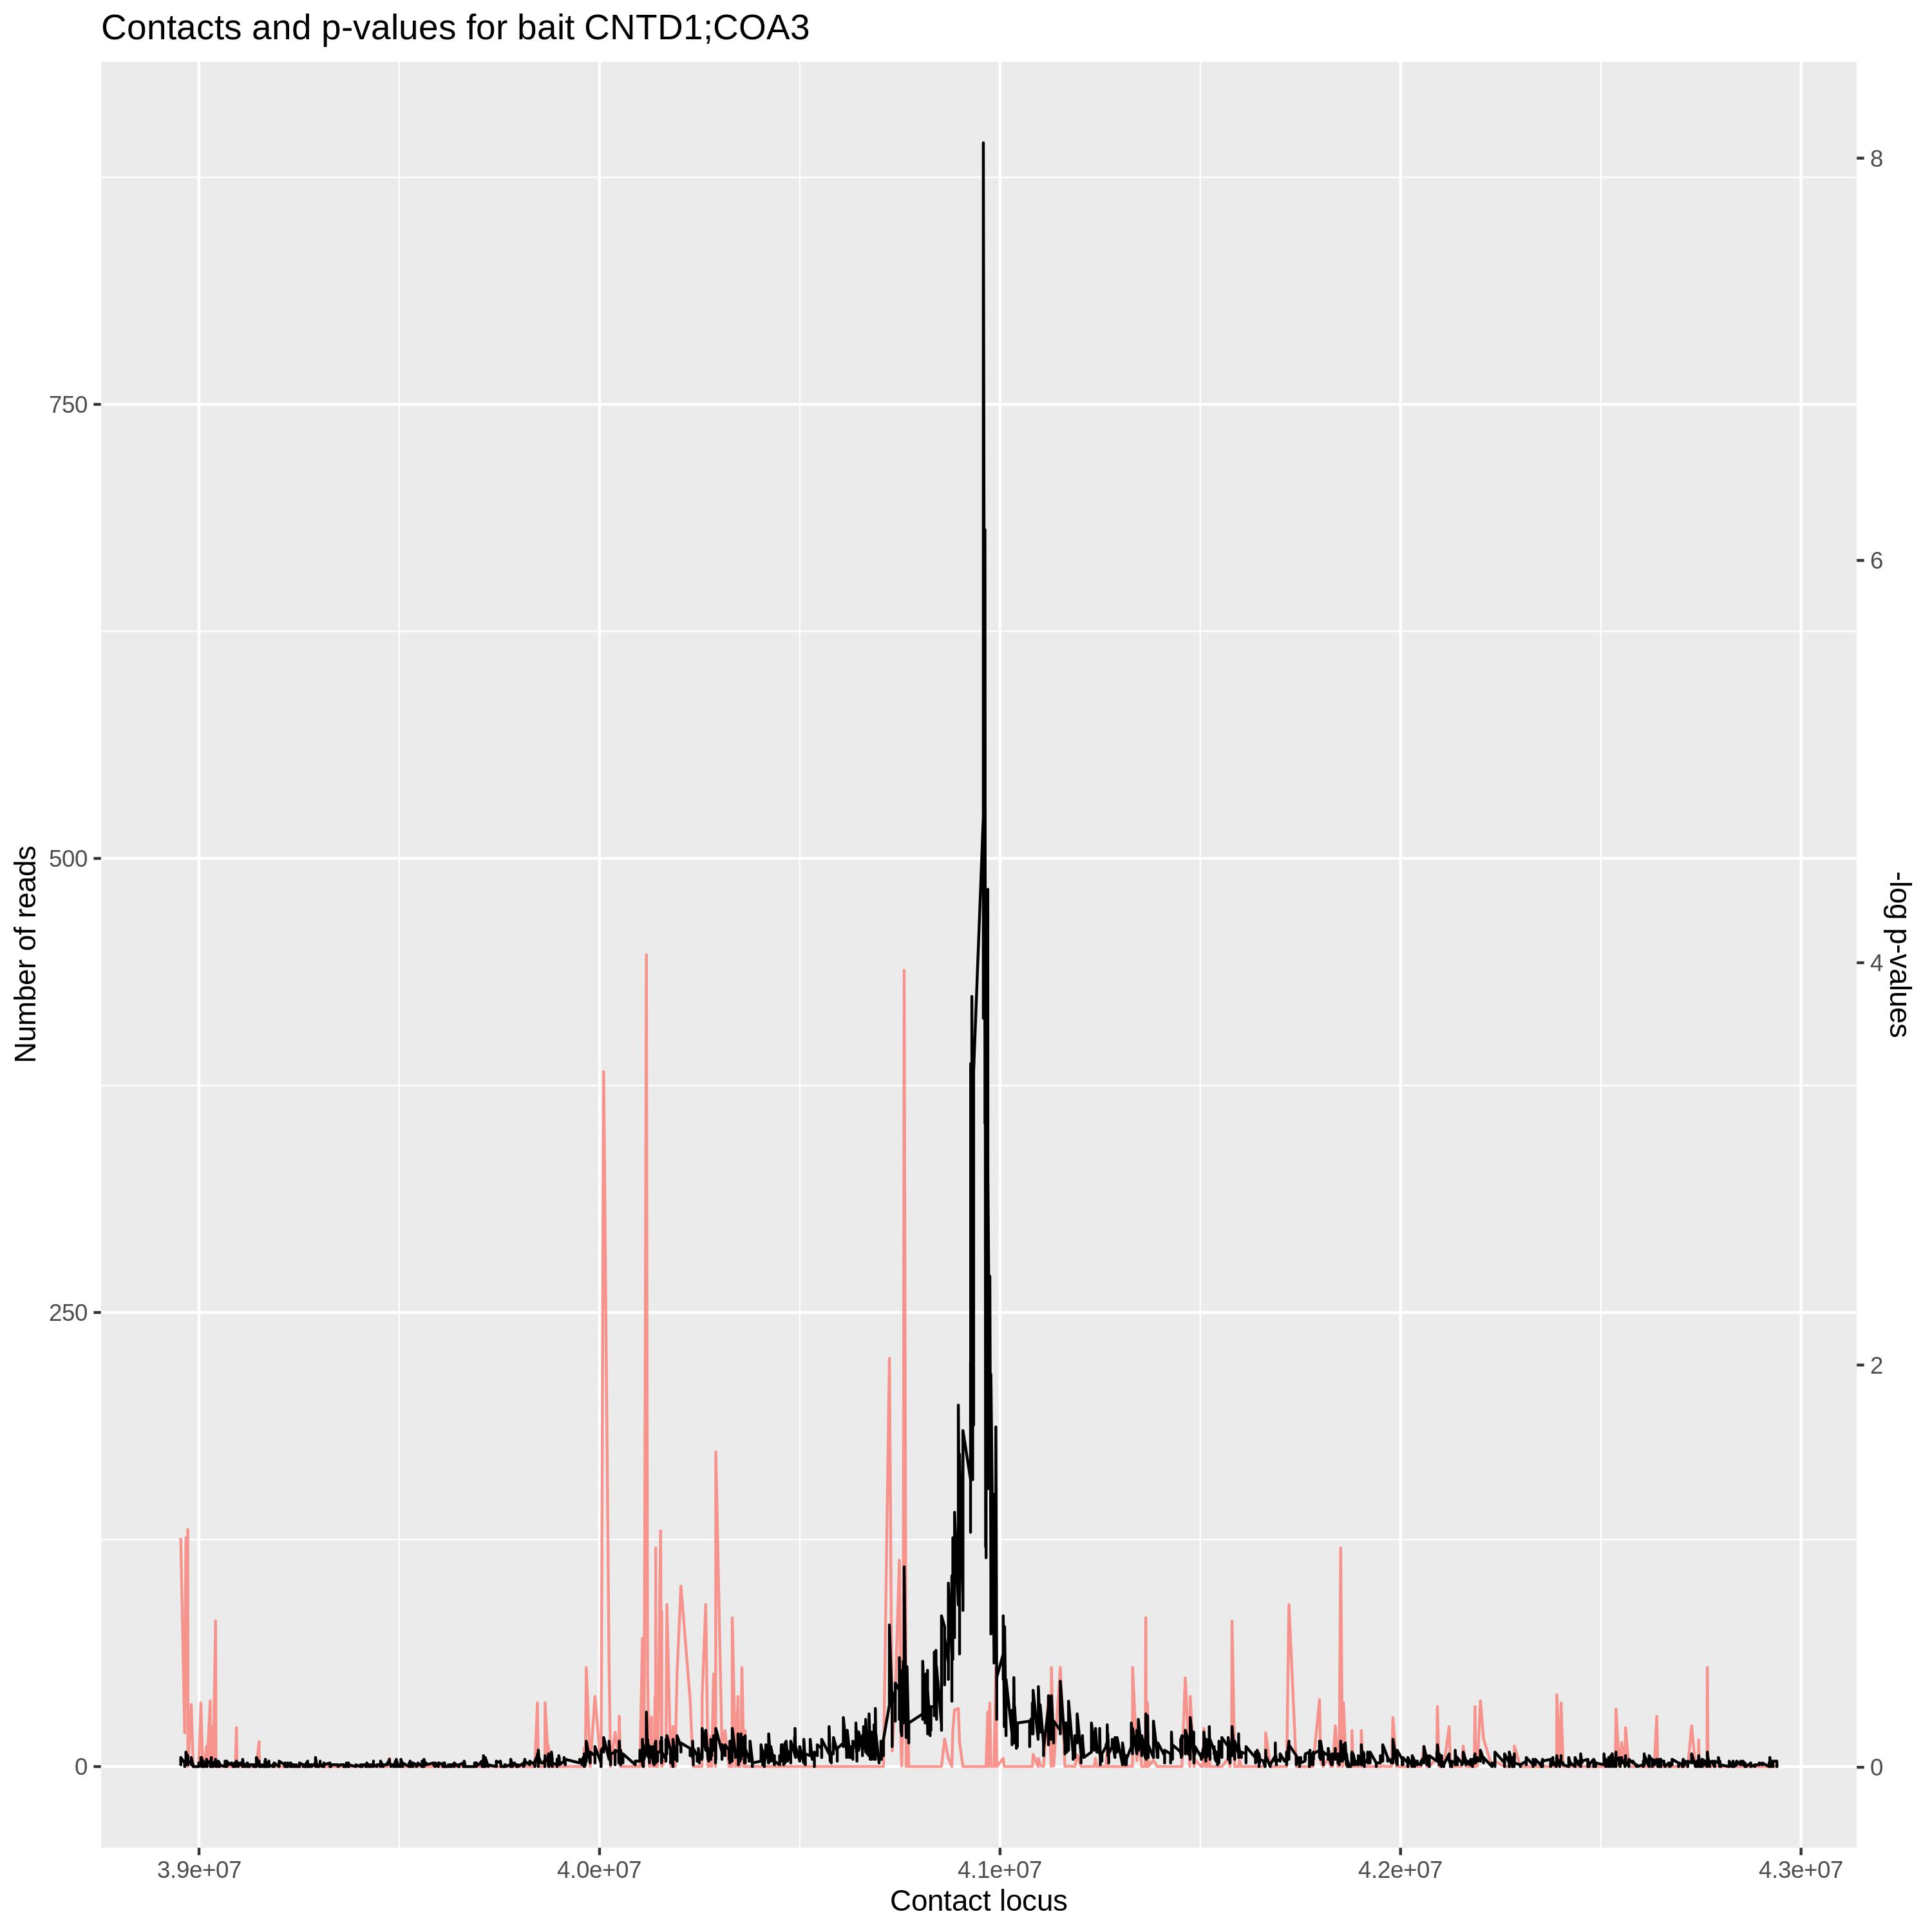 Contacts and p-values for bait CNTD1;COA3
8
750
6
500
Number of reads
-log p-values
4
250
2
0
0
3.9e+07
4.0e+07
4.1e+07
4.2e+07
4.3e+07
Contact locus